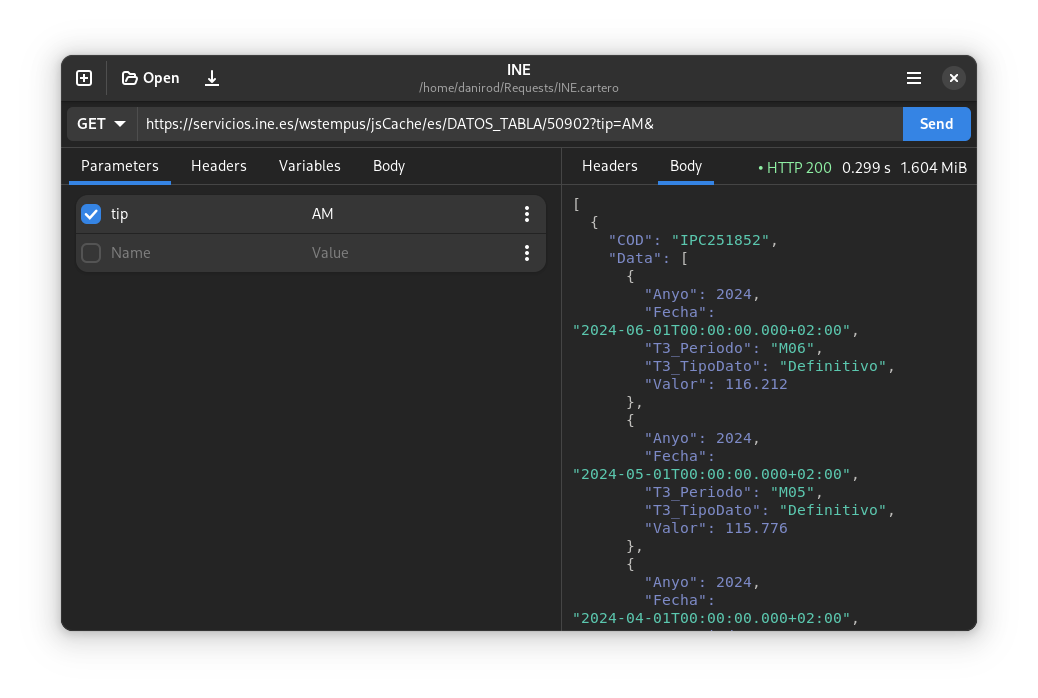 Open
INE
/home/danirod/Requests/INE.cartero
GET
https://servicios.ine.es/wstempus/jsCache/es/DATOS_TABLA/50902?tip=AM&
Send
Parameters
Headers
Variables
Body
tip
AM
Name
Value
Headers
Body
• HTTP 200
0.299 s
1.604 MiB
[
{
"COD": "IPC251852",
"Data": [
{
"Anyo": 2024,
"Fecha":
"2024-06-01T00:00:00.000+02:00",
"T3_Periodo": "M06",
"T3_TipoDato": "Definitivo",
"Valor": 116.212
},
{
"Anyo": 2024,
"Fecha":
"2024-05-01T00:00:00.000+02:00",
"T3_Periodo": "M05",
"T3_TipoDato": "Definitivo",
"Valor": 115.776
},
{
"Anyo": 2024,
"Fecha":
"2024-04-01T00:00:00.000+02:00",